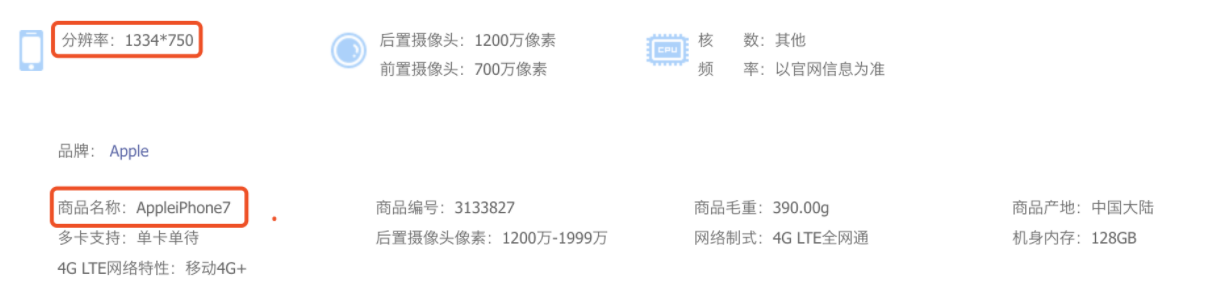 分辨率：1334*750
后置摄像头：1200万像素
前置摄像头：700万像素
CPU
核 数：其他
频 率：以官网信息为准
品牌： Apple
商品名称：AppleiPhone7
商品编号：3133827
商品毛重：390.00g
商品产地：中国大陆
多卡支持：单卡单待
后置摄像头像素：1200万-1999万
网络制式：4G LTE全网通
机身内存：128GB
4G LTE网络特性：移动4G+